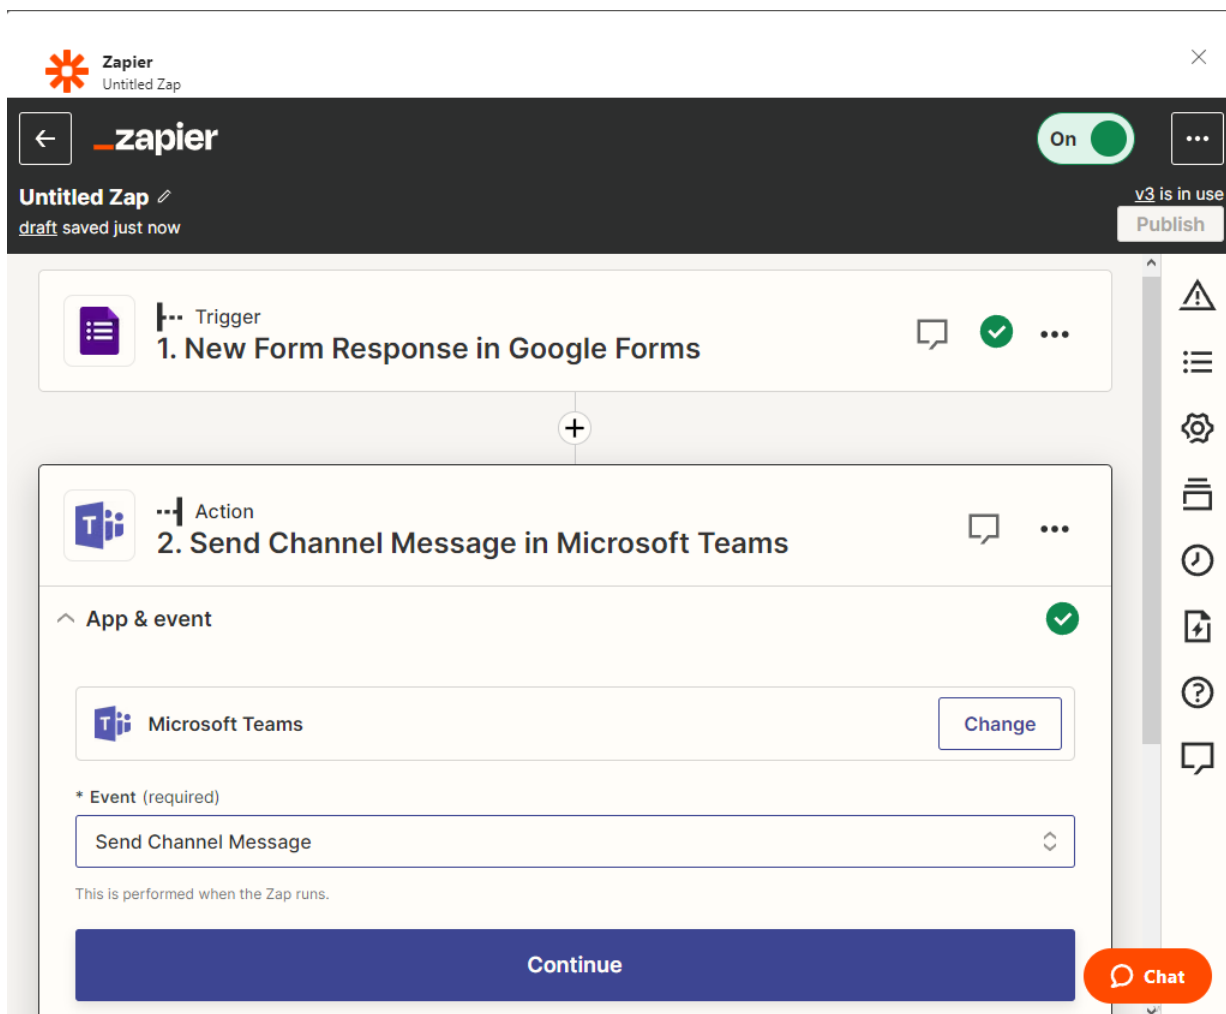 Zapier
Untitled Zap
_zapier
On
Untitled Zap
v3 is in use
draft saved just now
Publish
Trigger
1. New Form Response in Google Forms
Action
2. Send Channel Message in Microsoft Teams
App & event
Microsoft Teams
Change
* Event (required)
Send Channel Message
This is performed when the Zap runs.
Continue
Chat